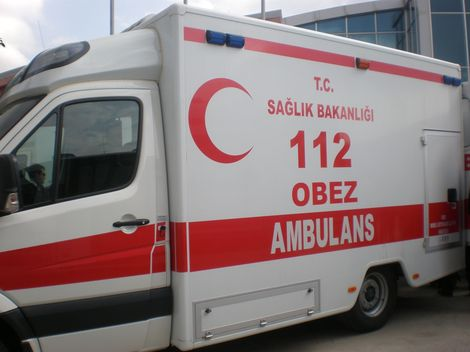 T.C.
SAĞLIK BAKANLIĞI
112
OBEZ
AMBULANS